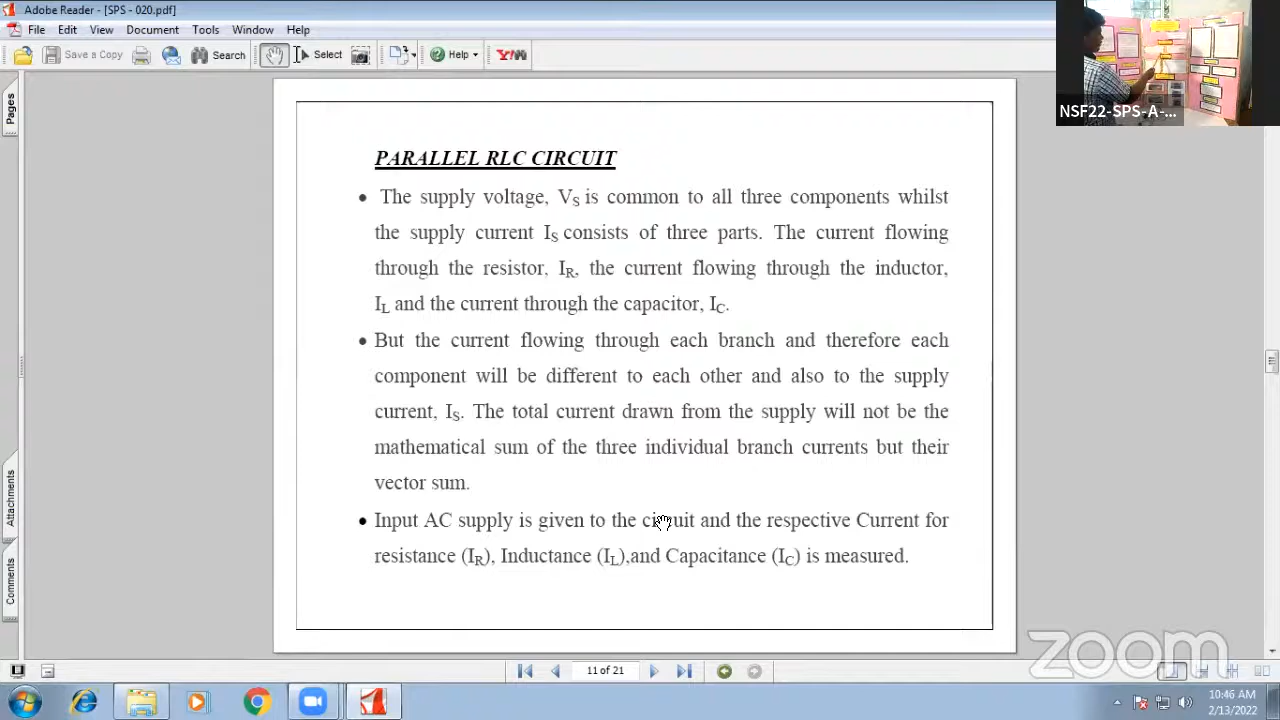 Adobe Reader - [SPS - 020.pdf]
File Edit View Document Tools Window Help
Save a Copy Search Select Help Y!
NSF22-SPS-A-...
Pages
Attachments
Comments
PARALLEL RLC CIRCUIT
• The supply voltage, VS is common to all three components whilst
the supply current IS consists of three parts. The current flowing
through the resistor, IR, the current flowing through the inductor,
IL and the current through the capacitor, IC.
• But the current flowing through each branch and therefore each
component will be different to each other and also to the supply
current, IS. The total current drawn from the supply will not be the
mathematical sum of the three individual branch currents but their
vector sum.
• Input AC supply is given to the circuit and the respective Current for
resistance (IR), Inductance (IL),and Capacitance (IC) is measured.
zoom
11 of 21
10:46 AM
2/13/2022